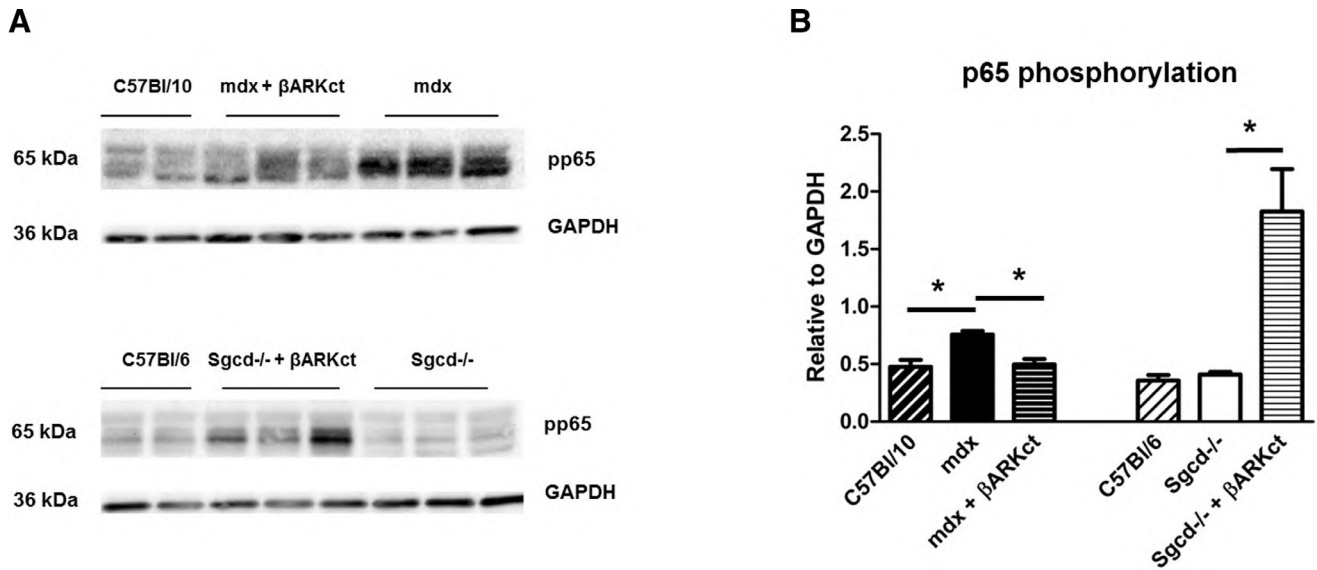 A
C57Bl/10 mdx + βARKct mdx
65 kDa pp65
36 kDa GAPDH
C57Bl/6 Sgcd-/- + βARKct Sgcd-/-
65 kDa pp65
36 kDa GAPDH
B
p65 phosphorylation
Relative to GAPDH
2.5
2.0
1.5
1.0
0.5
0.0
*
*
*
C57Bl/10
mdx
mdx + βARKct
C57Bl/6
Sgcd-/-
Sgcd-/- + βARKct